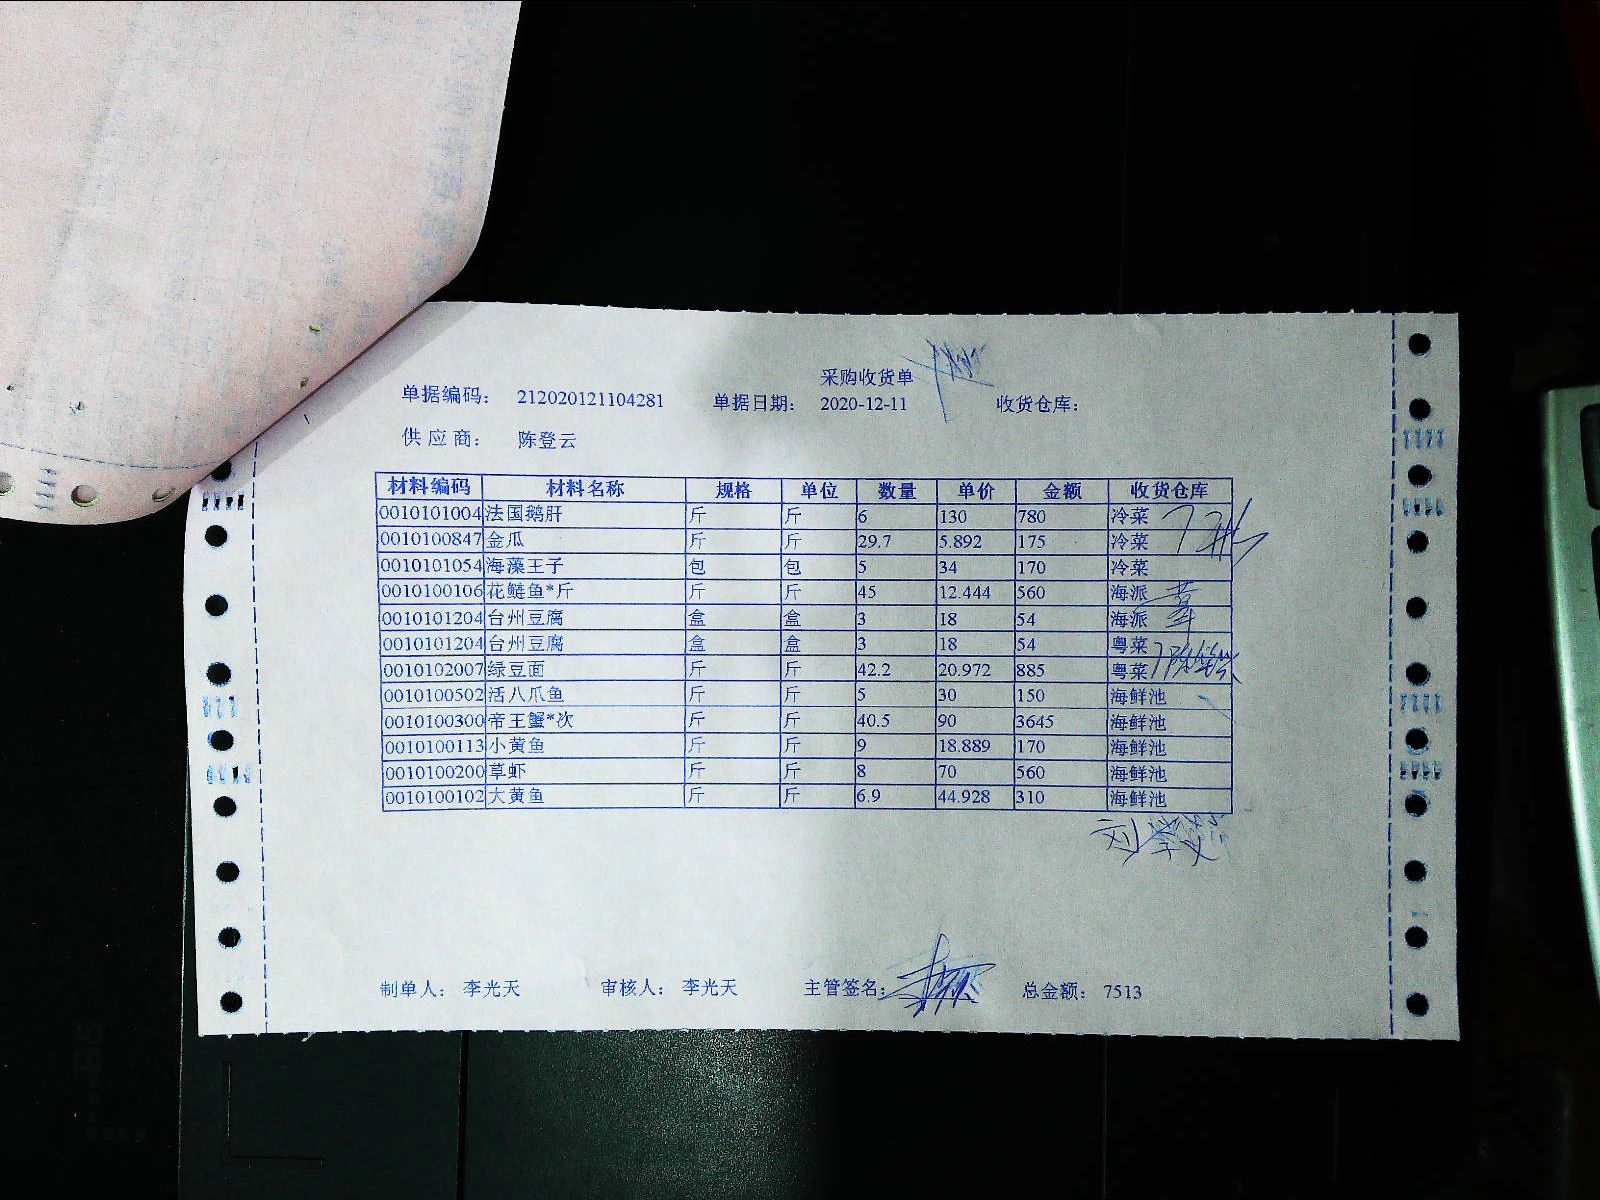 采购收货单
单据编码： 212020121104281 单据日期： 2020-12-11 收货仓库：
供 应 商： 陈登云
材料编码 材料名称 规格 单位 数量 单价 金额 收货仓库
0010101004 法国鹅肝 斤 斤 6 130 780 冷菜
0010100847 金瓜 斤 斤 29.7 5.892 175 冷菜
0010101054 海藻王子 包 包 5 34 170 冷菜
0010100106 花鲢鱼*斤 斤 斤 45 12.444 560 海派
0010101204 台州豆腐 盒 盒 3 18 54 海派
0010101204 台州豆腐 盒 盒 3 18 54 粤菜
0010102007 绿豆面 斤 斤 42.2 20.972 885 粤菜
0010100502 活八爪鱼 斤 斤 5 30 150 海鲜池
0010100300 帝王蟹*次 斤 斤 40.5 90 3645 海鲜池
0010100113 小黄鱼 斤 斤 9 18.889 170 海鲜池
0010100200 草虾 斤 斤 8 70 560 海鲜池
0010100102 大黄鱼 斤 斤 6.9 44.928 310 海鲜池
制单人： 李光天 审核人： 李光天 主管签名： 总金额： 7513